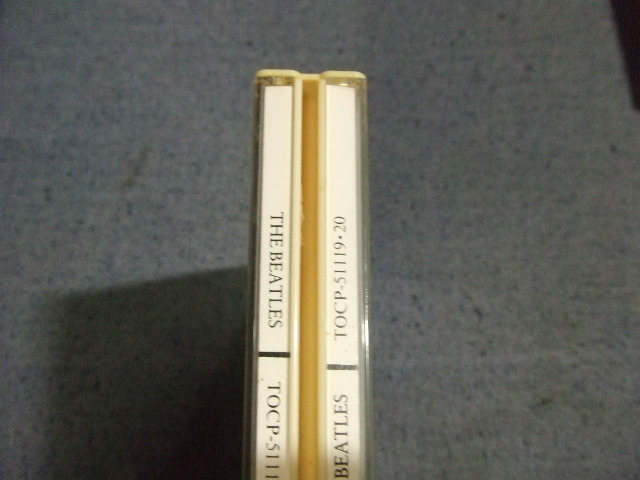 THE BEATLES
TOCP-5111
TOCP-51119•20
BEATLES